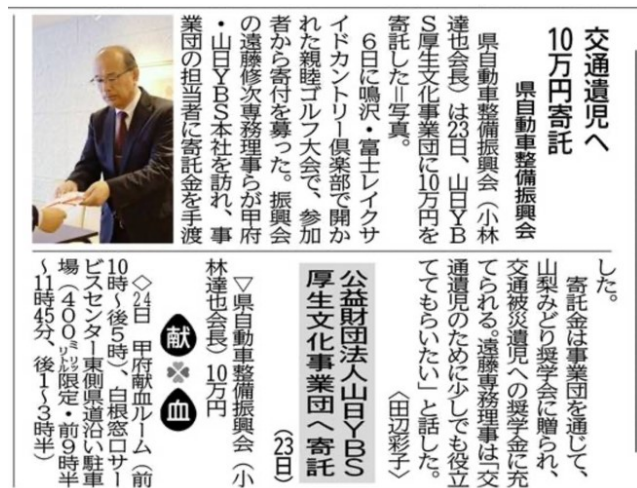 交通遺児へ
10万円寄託
県自動車整備振興会
県自動車整備振興会（小林
達也会長）は23日、山日YB
S厚生文化事業団に10万円を
寄託した＝写真。
6日に鳴沢・富士レイクサ
イドカントリー倶楽部で開か
れた親睦ゴルフ大会で、参加
者から寄付を募った。振興会
の遠藤修次専務理事らが甲府
・山日YBS本社を訪れ、事
業団の担当者に寄託金を手渡
した。
寄託金は事業団を通じて、
山梨みどり奨学会に贈られ、
交通被災遺児への奨学金に充
てられる。遠藤専務理事は「交
通遺児のために少しでも役立
ててもらいたい」と話した。
〈田辺彩子〉
公益財団法人山日YBS
厚生文化事業団へ寄託
（23日）
▽県自動車整備振興会（小
林達也会長） 10万円
献血
◇24日 甲府献血ルーム（前
10時～後5時）、白根窓口サー
ビスセンター東側県道沿い駐車
場（400ミリリットル限定・前9時半
～11時45分、後1～3時半）